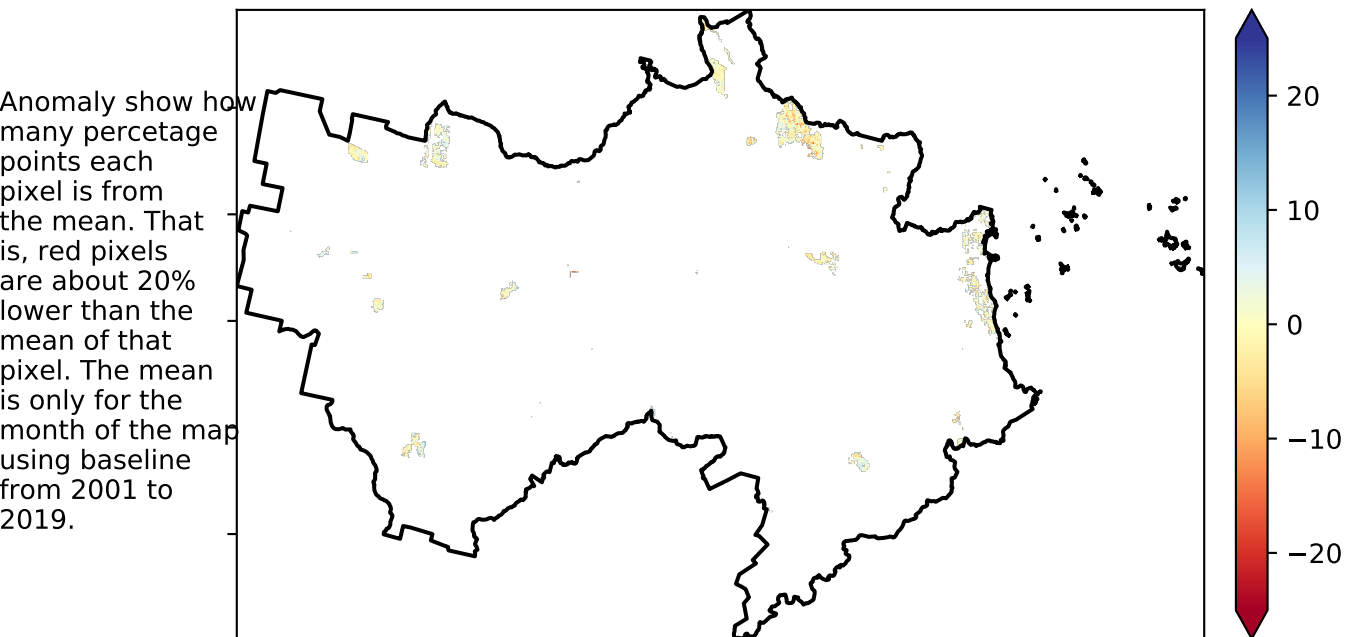 Anomaly show how
many percetage
points each
pixel is from
the mean. That
is, red pixels
are about 20%
lower than the
mean of that
pixel. The mean
is only for the
month of the map
using baseline
from 2001 to
2019.
20
10
0
−10
−20